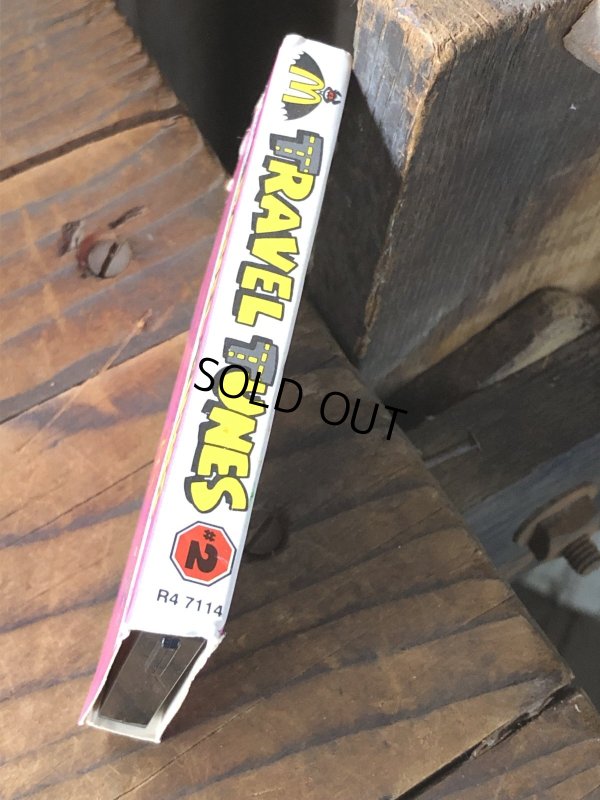 M TRAVEL TUNES #2
R4 7114
SOLD OUT